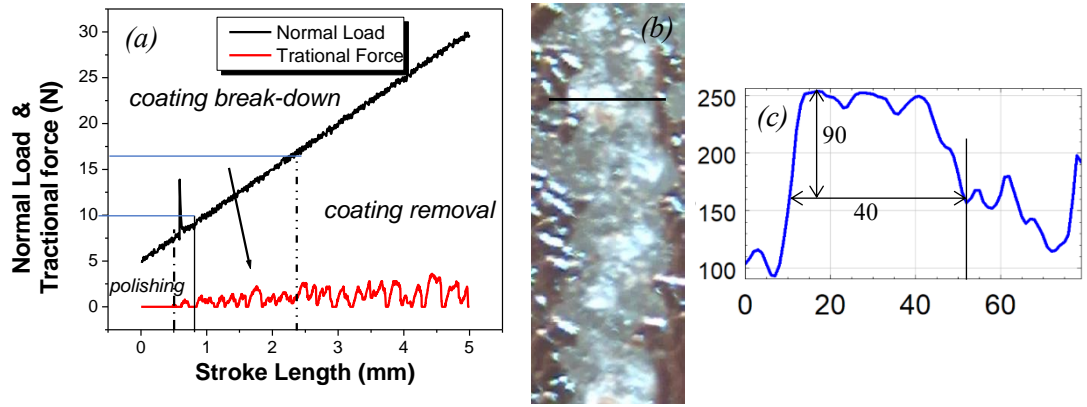 (a)
Normal Load
Trational Force
30
25
20
15
10
5
0
Normal Load &
Tractional force (N)
coating break-down
coating removal
polishing
0 1 2 3 4 5
Stroke Length (mm)
(b)
(c)
250
200
150
100
90
40
0 20 40 60